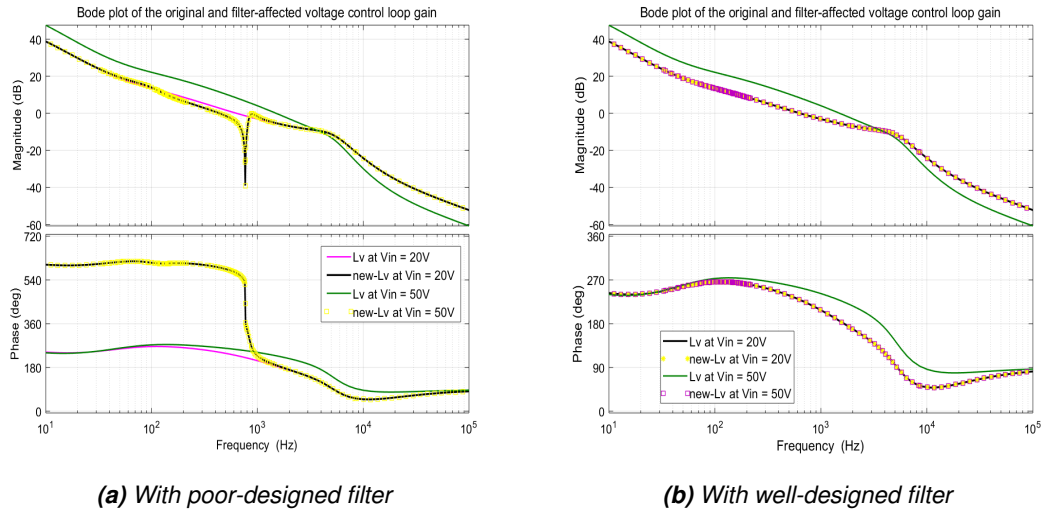 Bode plot of the original and filter-affected voltage control loop gain
Magnitude (dB)
40
20
0
-20
-40
-60
Phase (deg)
720
540
360
180
0
Lv at Vin = 20V
new-Lv at Vin = 20V
Lv at Vin = 50V
new-Lv at Vin = 50V
10^1
10^2
10^3
10^4
10^5
Frequency (Hz)
(a) With poor-designed filter
Bode plot of the original and filter-affected voltage control loop gain
Magnitude (dB)
40
20
0
-20
-40
-60
Phase (deg)
360
270
180
90
0
Lv at Vin = 20V
new-Lv at Vin = 20V
Lv at Vin = 50V
new-Lv at Vin = 50V
10^1
10^2
10^3
10^4
10^5
Frequency (Hz)
(b) With well-designed filter